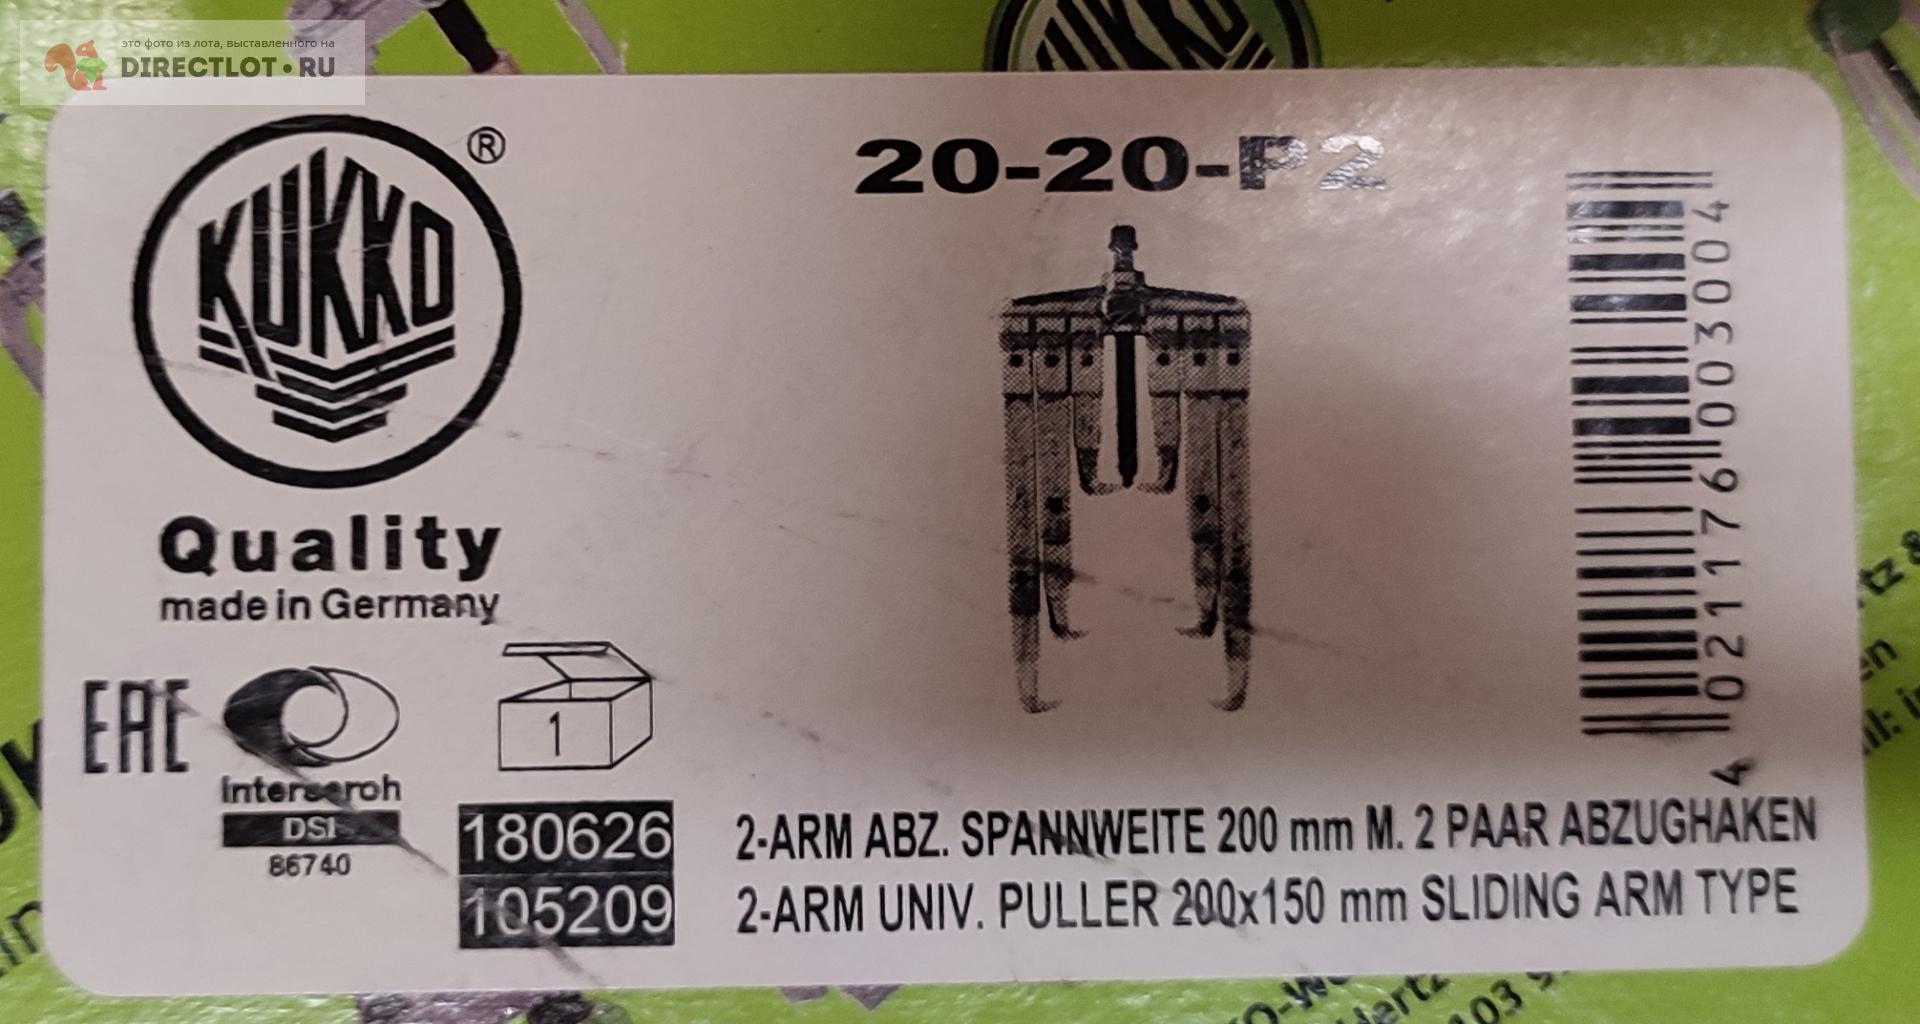 это фото из лота, выставленного на
DIRECTLOT•RU
KUKKO
KUKKO
®
20-20-P2
Quality
made in Germany
EAC
Interseroh
DSI
86740
1
180626
105209
2-ARM ABZ. SPANNWEITE 200 mm M. 2 PAAR ABZUGHAKEN
2-ARM UNIV. PULLER 200x150 mm SLIDING ARM TYPE
4 021176 003004